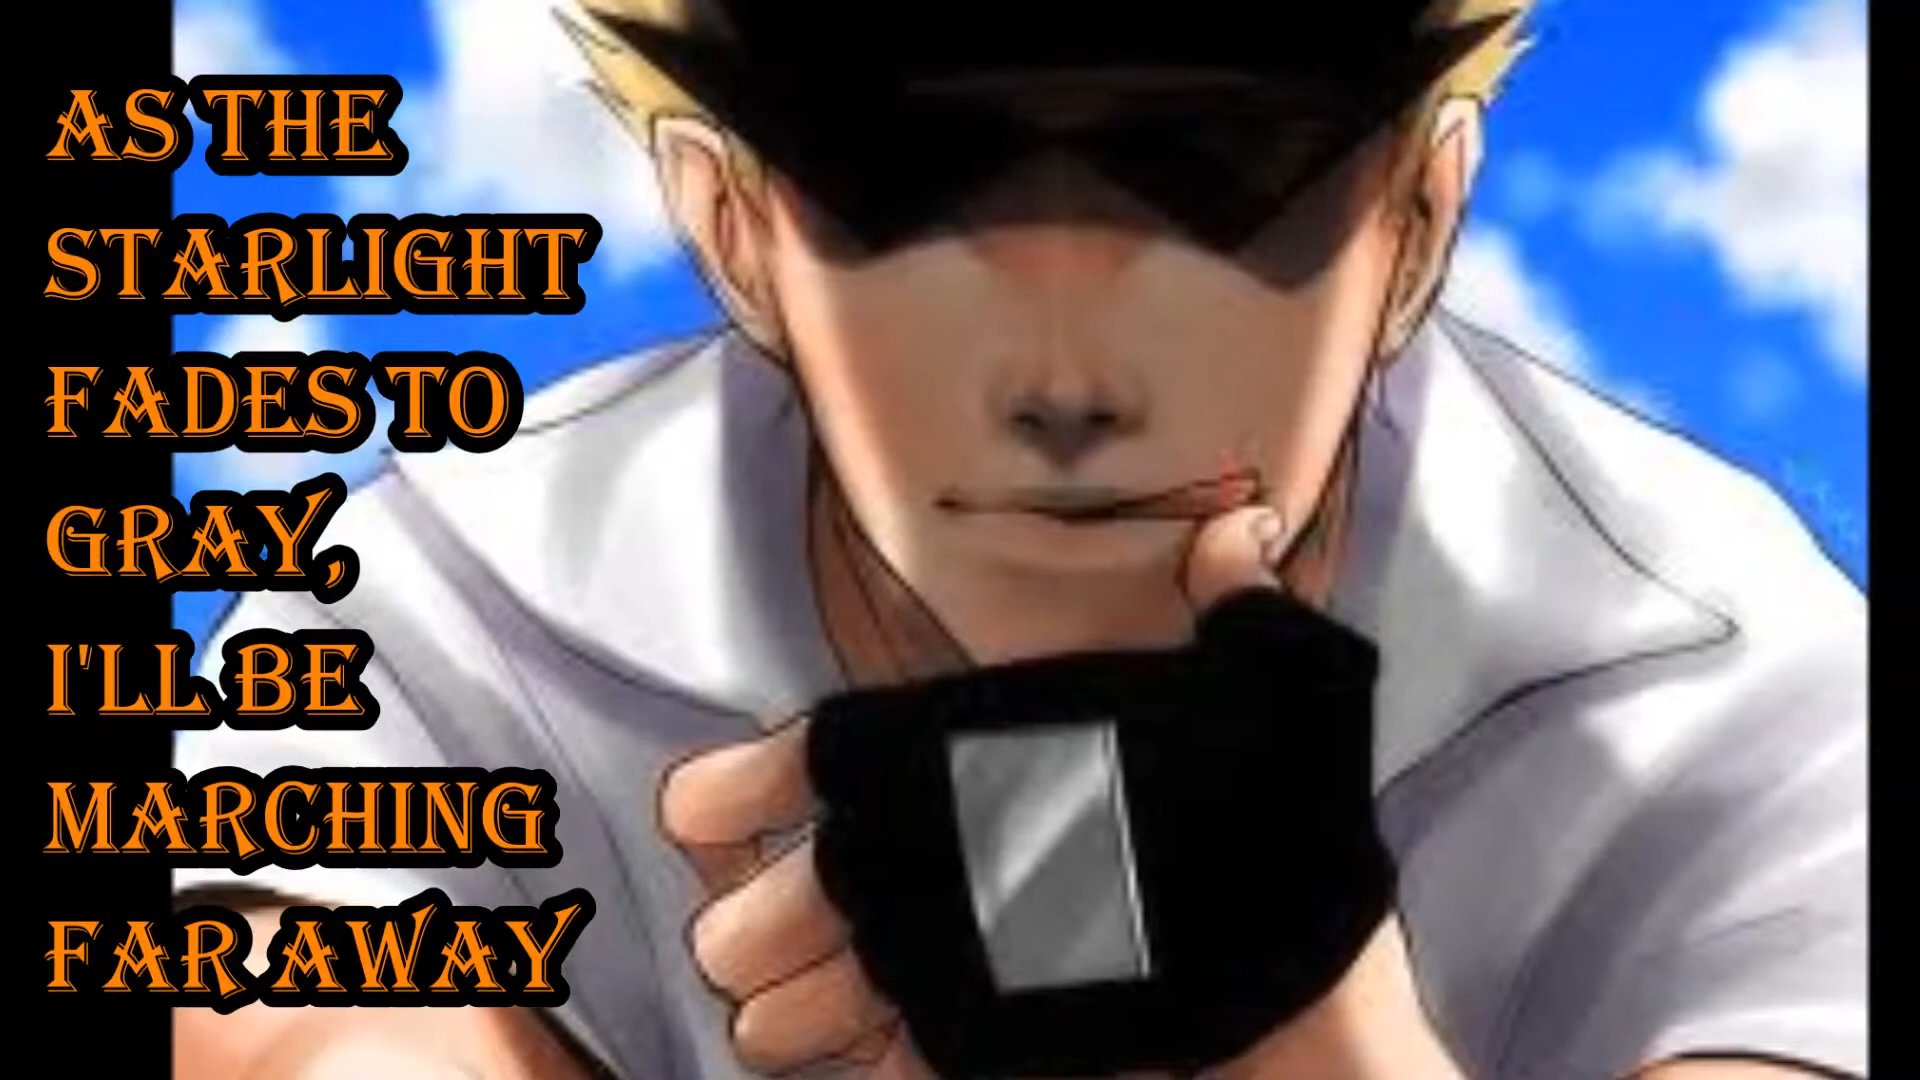 AS THE
STARLIGHT
FADES TO
GRAY,
I'LL BE
MARCHING
FAR AWAY